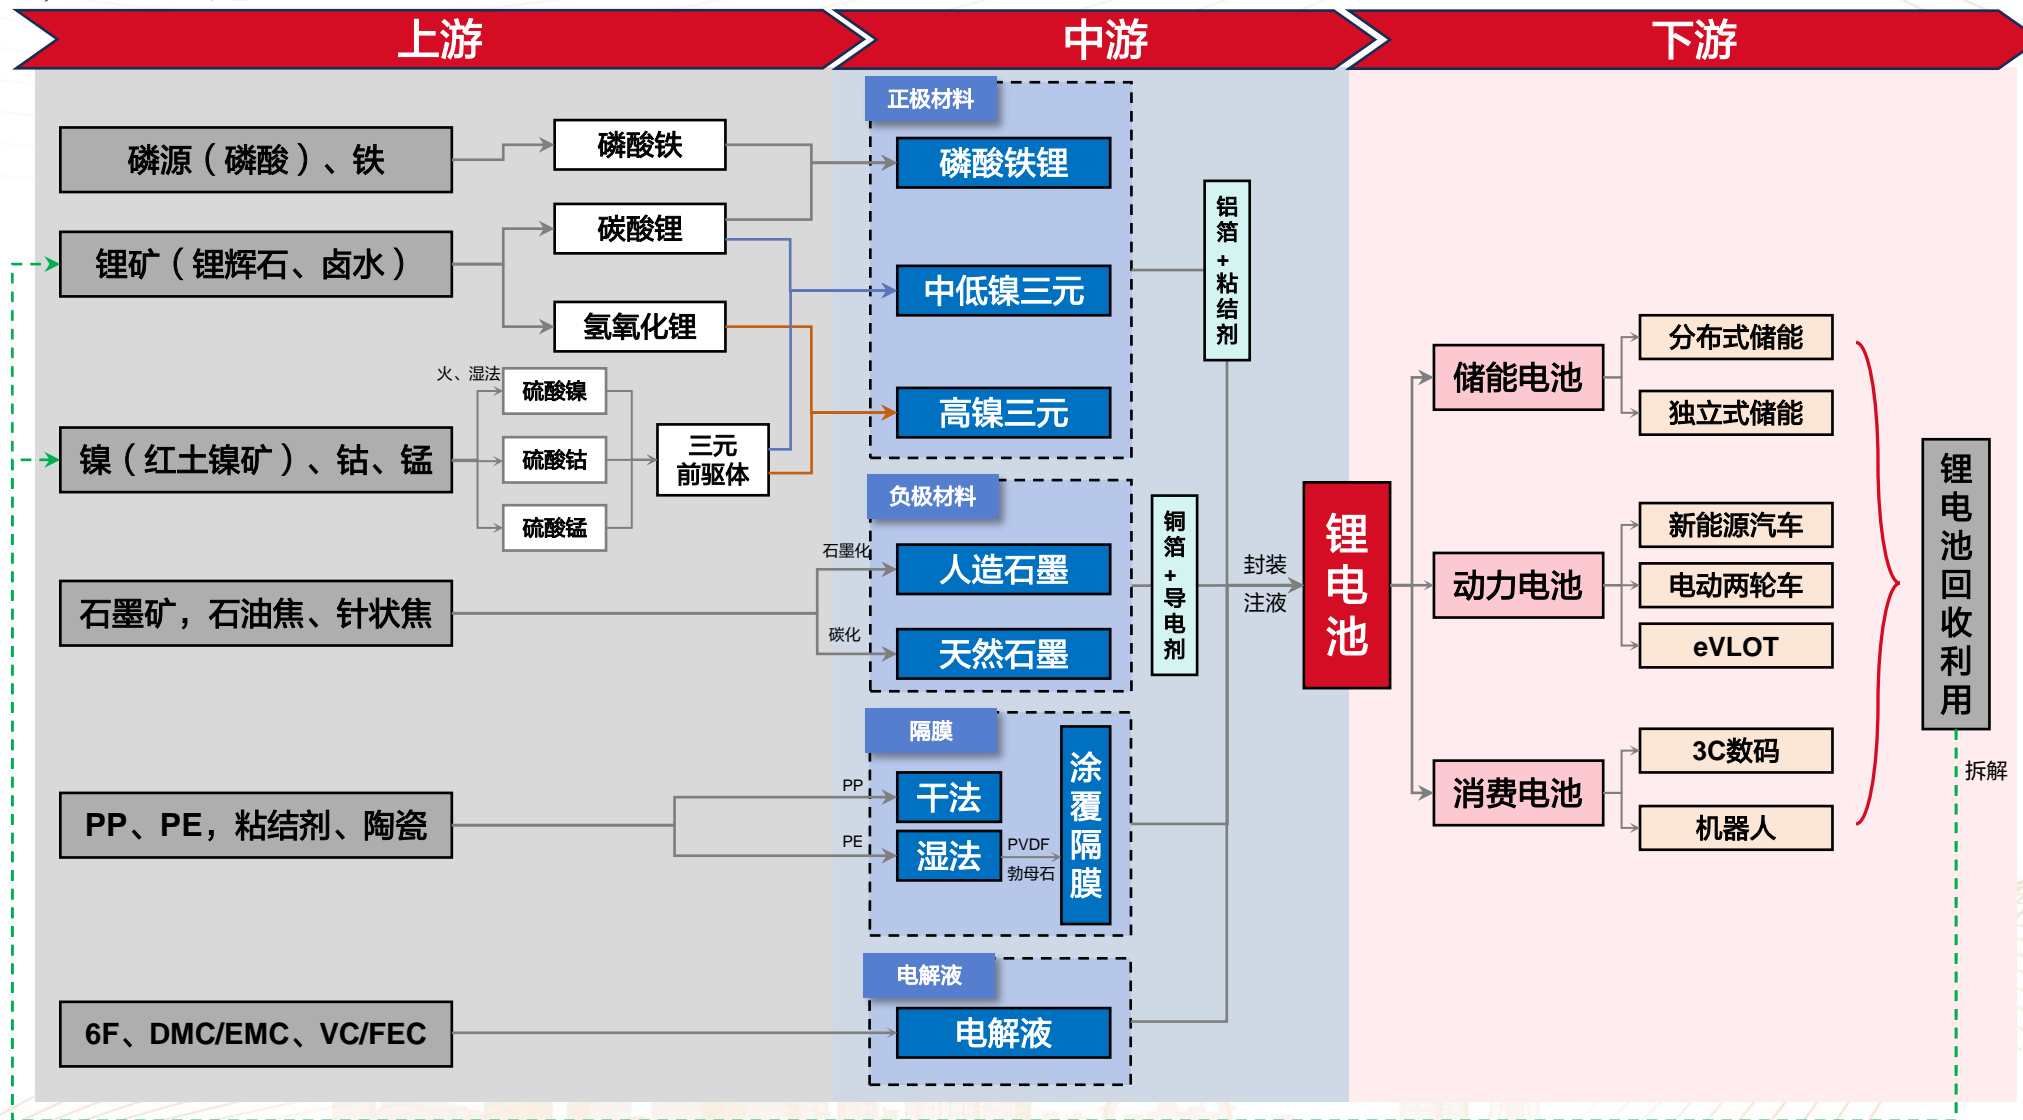 上游
中游
下游
磷源（磷酸）、铁
锂矿（锂辉石、卤水）
镍（红土镍矿）、钴、锰
石墨矿，石油焦、针状焦
PP、PE，粘结剂、陶瓷
6F、DMC/EMC、VC/FEC
磷酸铁
碳酸锂
氢氧化锂
火、湿法
硫酸镍
硫酸钴
硫酸锰
三元
前驱体
石墨化
碳化
PP
PE
正极材料
磷酸铁锂
中低镍三元
高镍三元
负极材料
人造石墨
天然石墨
隔膜
干法
湿法
PVDF
勃母石
涂覆隔膜
电解液
电解液
铝箔+粘结剂
铜箔+导电剂
封装
注液
锂电池
储能电池
动力电池
消费电池
分布式储能
独立式储能
新能源汽车
电动两轮车
eVLOT
3C数码
机器人
锂电池回收利用
拆解